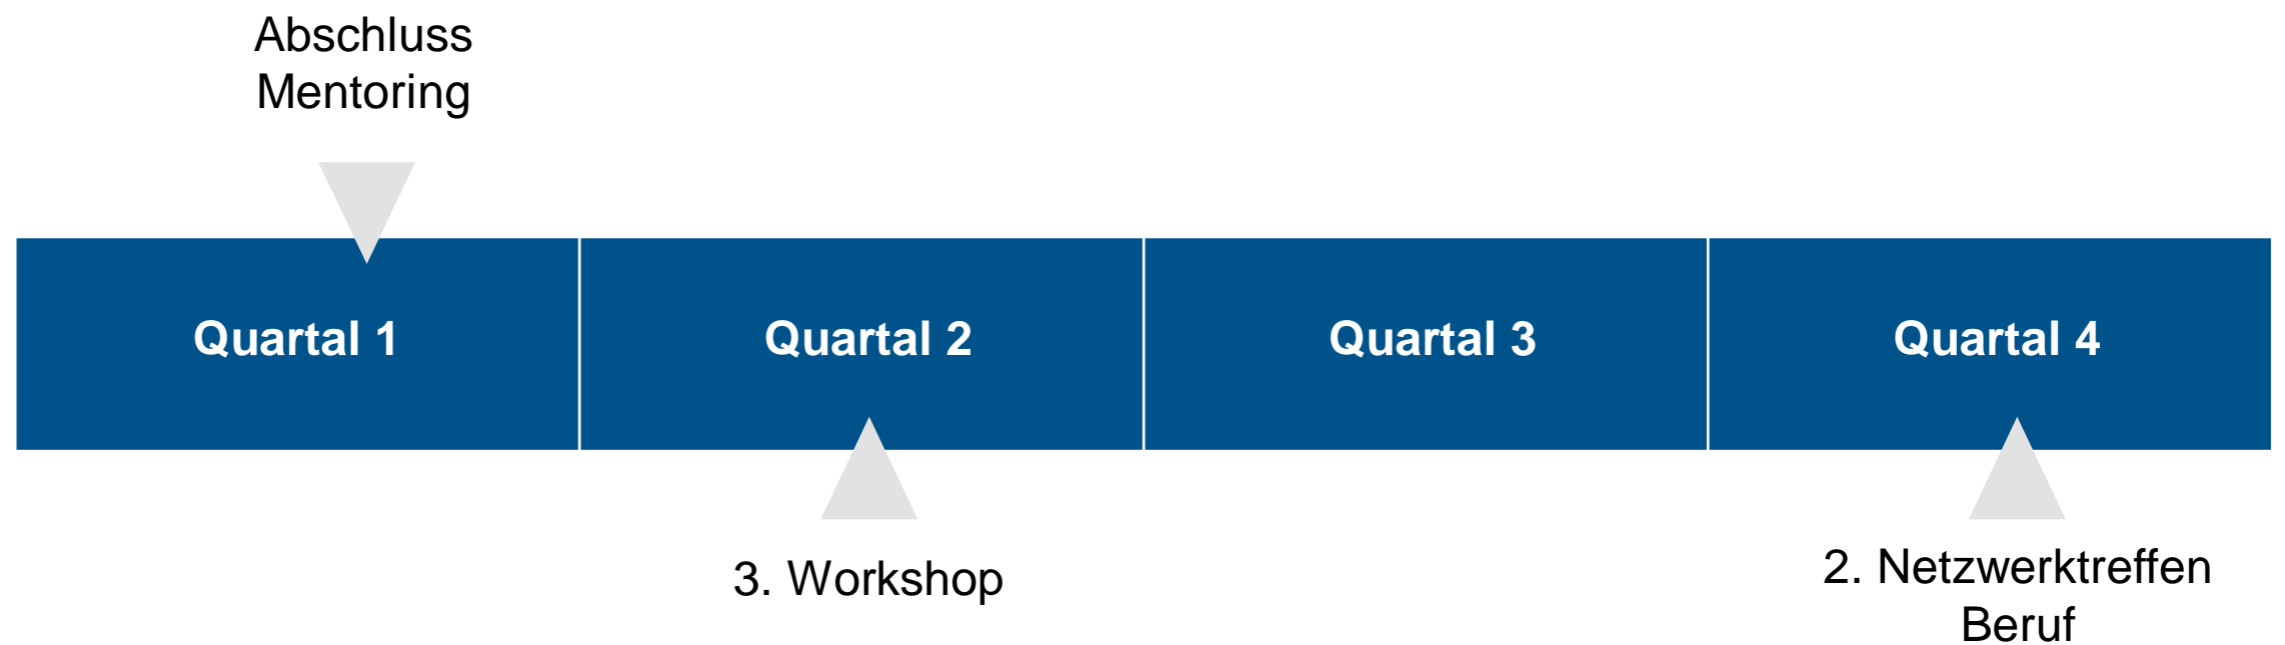 Abschluss
Mentoring
Quartal 1
Quartal 2
Quartal 3
Quartal 4
3. Workshop
2. Netzwerktreffen
Beruf